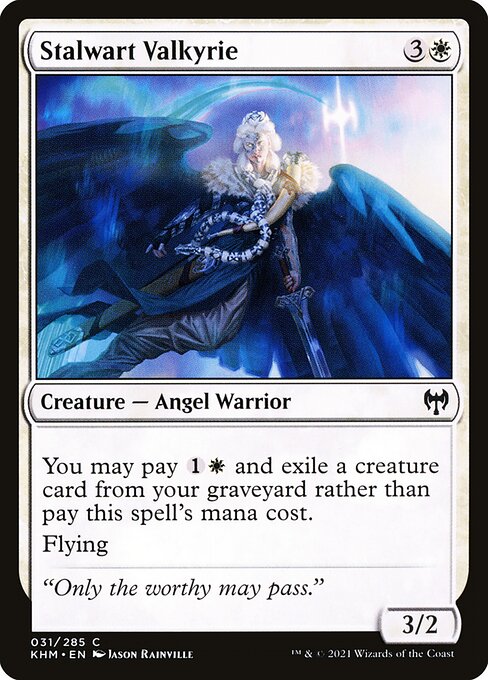 Stalwart Valkyrie 3
Creature — Angel Warrior
You may pay 1 and exile a creature
card from your graveyard rather than
pay this spell's mana cost.
Flying
“Only the worthy may pass.”
3/2
031/285 C
KHM • EN Jason Rainville
™ & © 2021 Wizards of the Coast